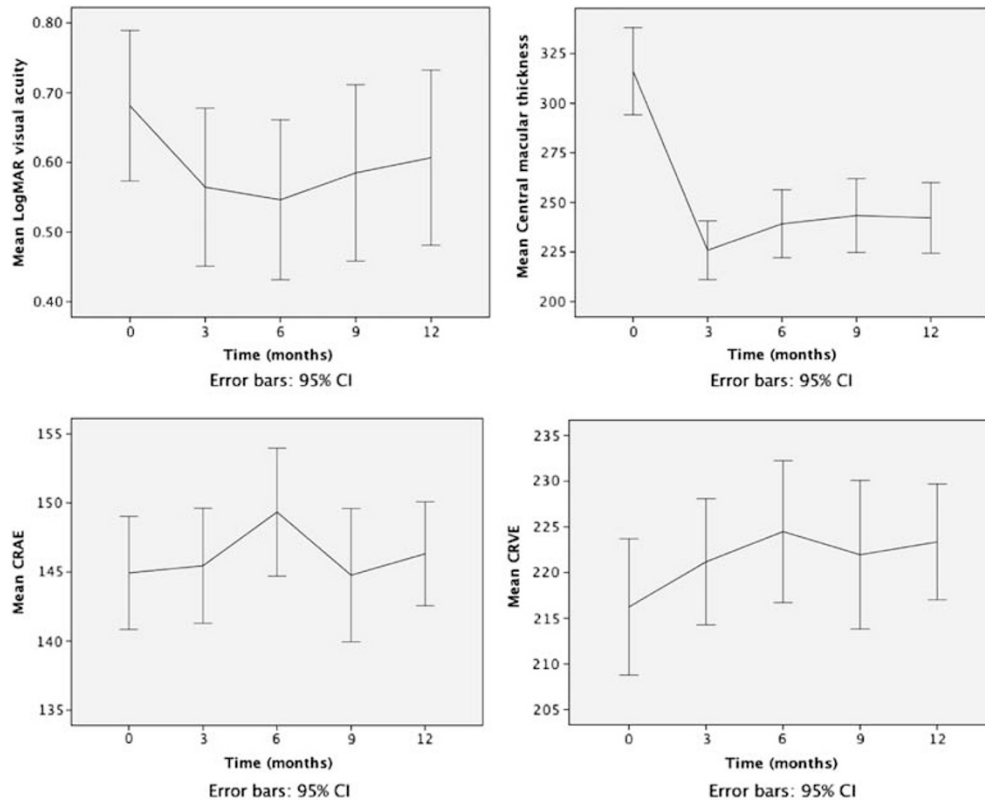 Mean LogMAR visual acuity
0.80
0.70
0.60
0.50
0.40
0 3 6 9 12
Time (months)
Error bars: 95% CI
Mean Central macular thickness
325
300
275
250
225
200
0 3 6 9 12
Time (months)
Error bars: 95% CI
Mean CRAE
155
150
145
140
135
0 3 6 9 12
Time (months)
Error bars: 95% CI
Mean CRVE
235
230
225
220
215
210
205
0 3 6 9 12
Time (months)
Error bars: 95% CI